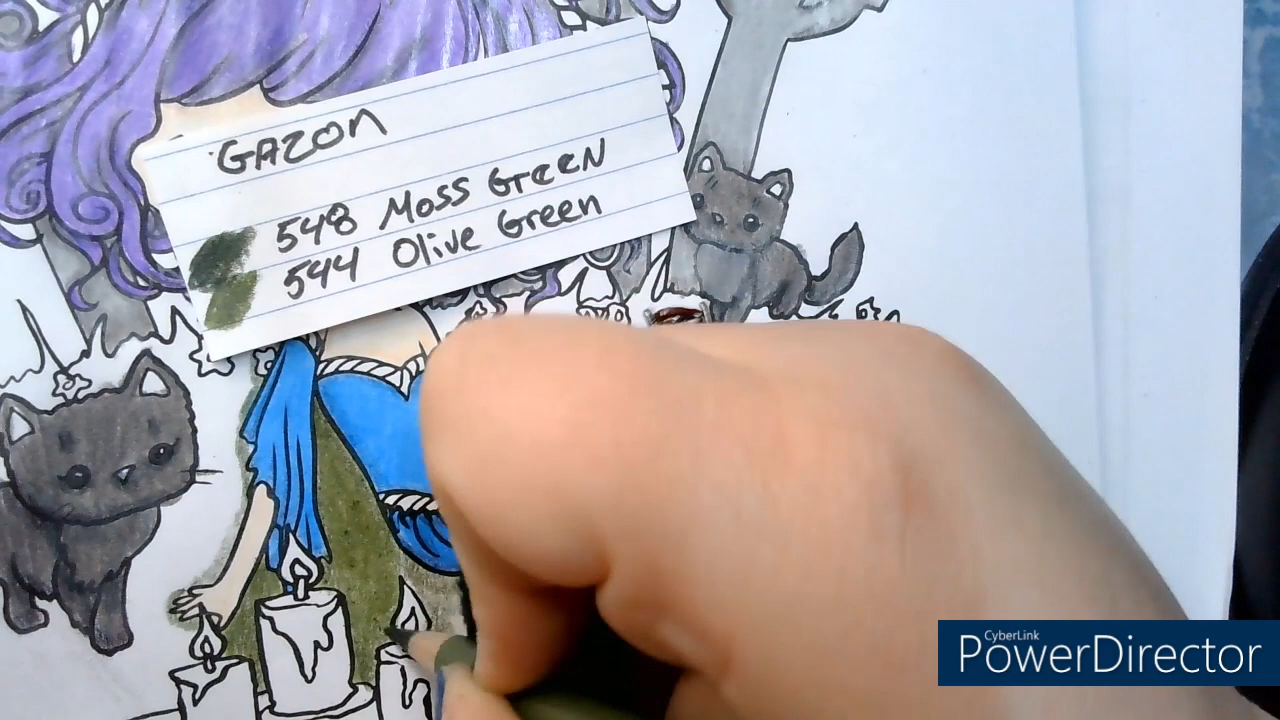 GAZON
548 Moss Green
544 Olive Green
CyberLink
PowerDirector